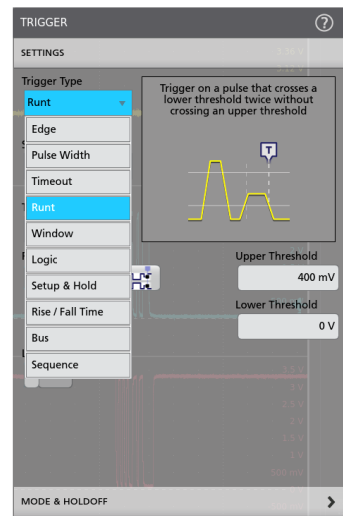 TRIGGER
?
SETTINGS
Trigger Type
Runt
Edge
Pulse Width
Timeout
Runt
Window
Logic
Setup & Hold
Rise / Fall Time
Bus
Sequence
Trigger on a pulse that crosses a
lower threshold twice without
crossing an upper threshold
T
Upper Threshold
400 mV
Lower Threshold
0 V
500 mV
MODE & HOLDOFF